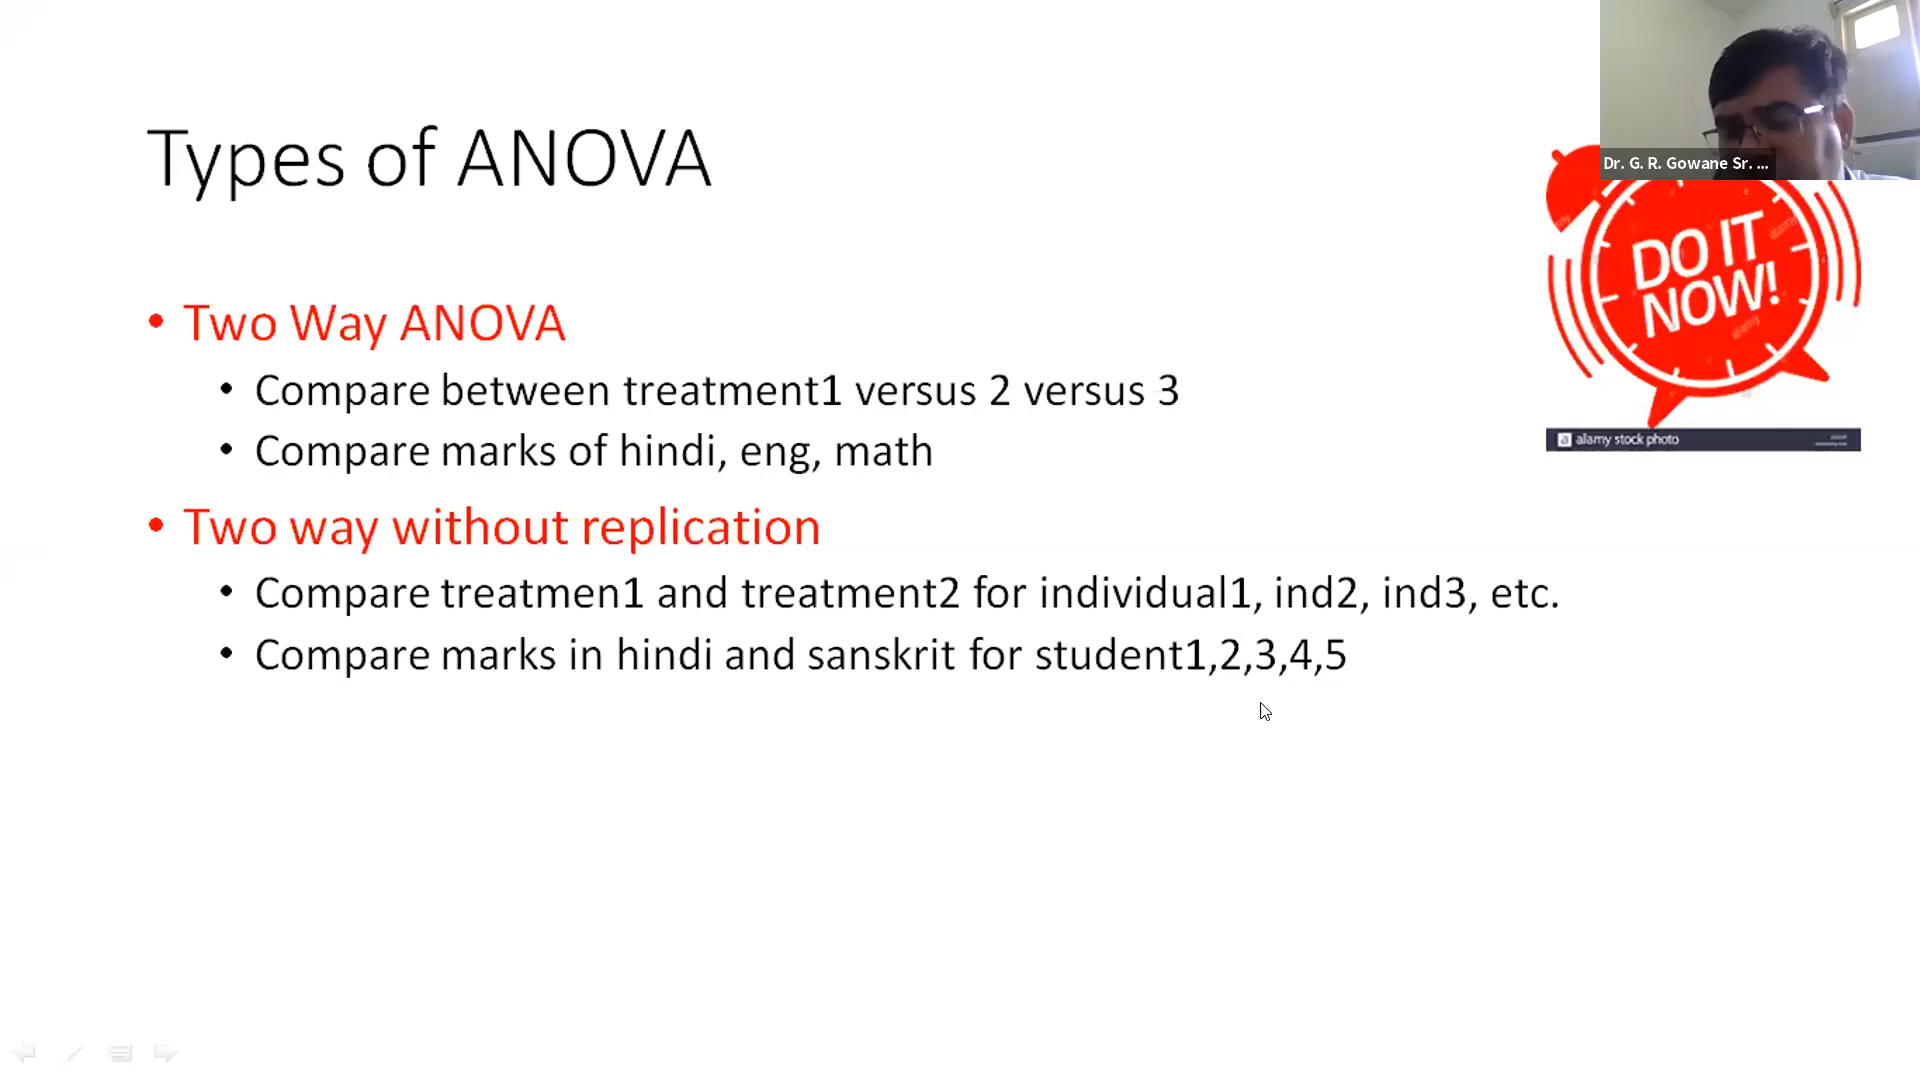 Types of ANOVA
Dr. G. R. Gowane Sr. ...
DO IT
NOW!
a alamy stock photo
• Two Way ANOVA
• Compare between treatment1 versus 2 versus 3
• Compare marks of hindi, eng, math
• Two way without replication
• Compare treatmen1 and treatment2 for individual1, ind2, ind3, etc.
• Compare marks in hindi and sanskrit for student1,2,3,4,5